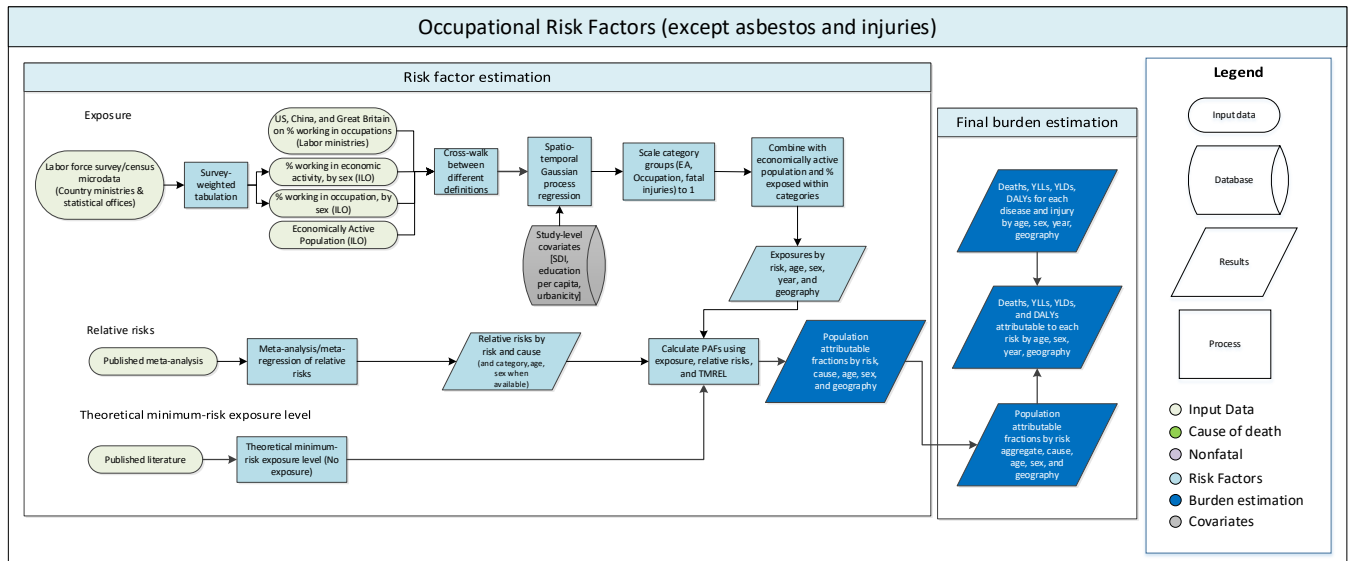 Occupational Risk Factors (except asbestos and injuries)
Risk factor estimation
Exposure
Labor force survey/census
microdata
(Country ministries &
statistical offices)
Survey-
weighted
tabulation
US, China, and Great Britain
on % working in occupations
(Labor ministries)
% working in economic
activity, by sex (ILO)
% working in occupation, by
sex (ILO)
Economically Active
Population (ILO)
Cross-walk
between
different
definitions
Spatio-
temporal
Gaussian
process
regression
Study-level
covariates
[SDI,
education
per capita,
urbanicity]
Scale category
groups (EA,
Occupation, fatal
injuries) to 1
Combine with
economically active
population and %
exposed within
categories
Exposures by
risk, age, sex,
year, and
geography
Relative risks
Published meta-analysis
Meta-analysis/meta-
regression of relative
risks
Relative risks by
risk and cause
(and category, age,
sex when
available)
Calculate PAFs using
exposure, relative risks,
and TMREL
Population
attributable
fractions by risk,
cause, age, sex,
and geography
Theoretical minimum-risk exposure level
Published literature
Theoretical minimum-
risk exposure level (No
exposure)
Final burden estimation
Deaths, YLLs, YLDs,
DALYs for each
disease and injury
by age, sex, year,
geography
Deaths, YLLs, YLDs,
and DALYs
attributable to each
risk by age, sex,
year, geography
Population
attributable
fractions by risk
aggregate, cause,
age, sex, and
geography
Legend
Input data
Database
Results
Process
Input Data
Cause of death
Nonfatal
Risk Factors
Burden estimation
Covariates